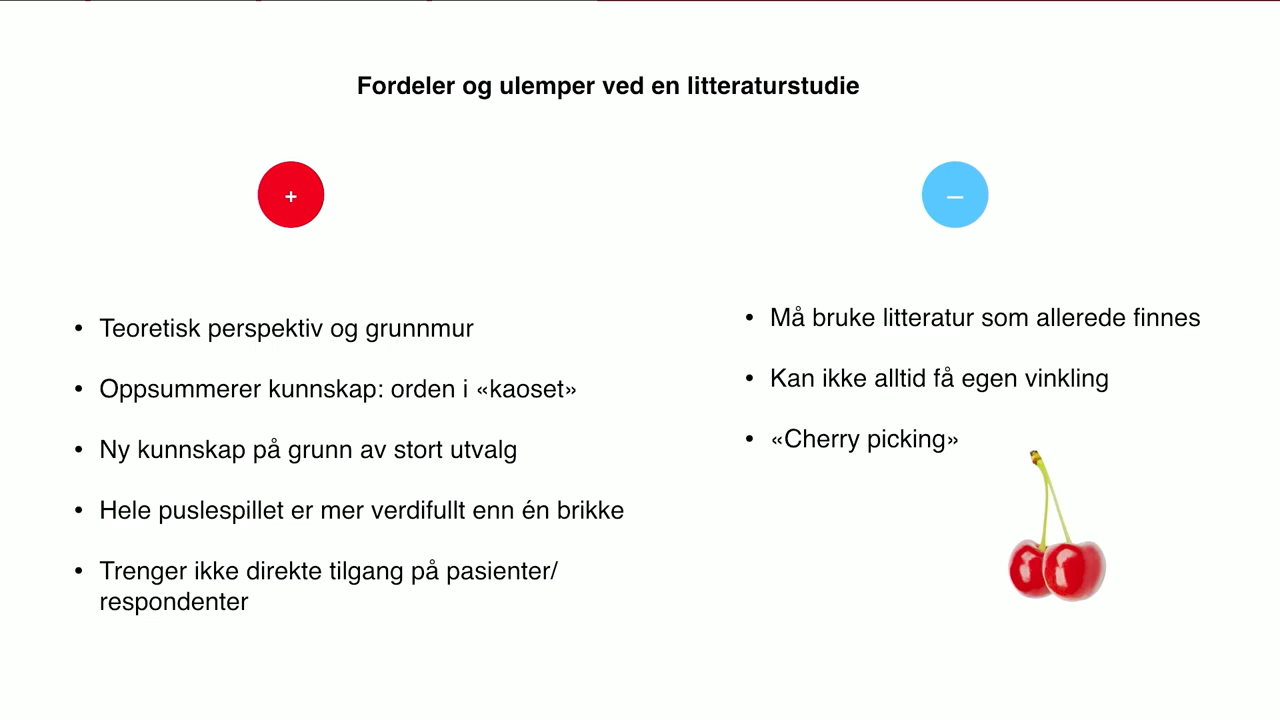 Fordeler og ulemper ved en litteraturstudie
+
–
• Teoretisk perspektiv og grunnmur
• Oppsummerer kunnskap: orden i «kaoset»
• Ny kunnskap på grunn av stort utvalg
• Hele puslespillet er mer verdifullt enn én brikke
• Trenger ikke direkte tilgang på pasienter/
respondenter
• Må bruke litteratur som allerede finnes
• Kan ikke alltid få egen vinkling
• «Cherry picking»